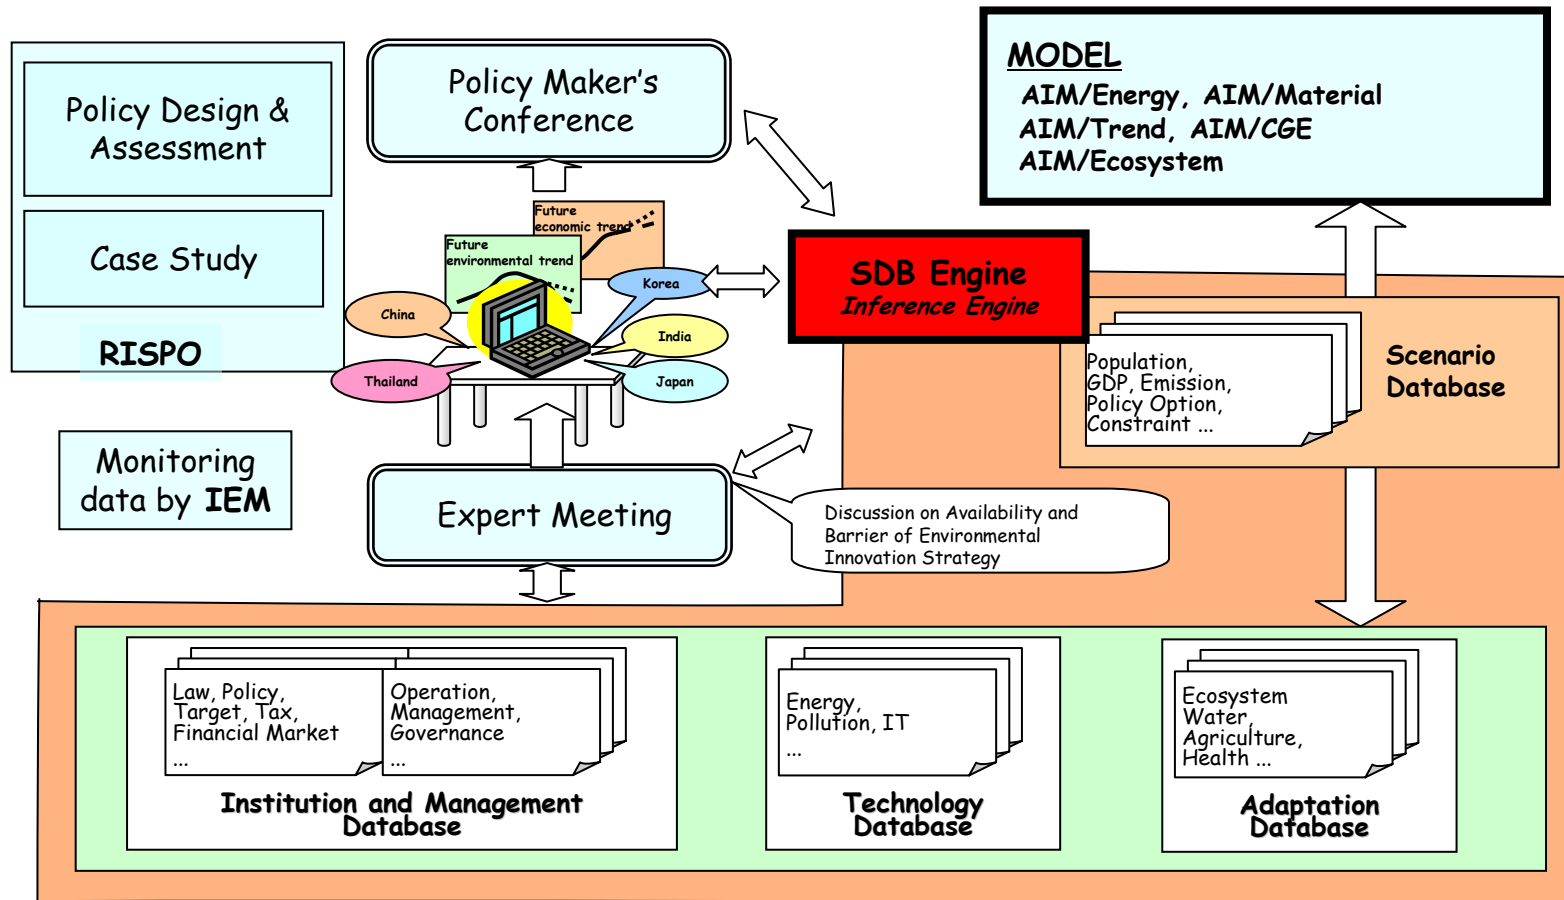 Policy Design &
Assessment
Case Study
RISPO
Monitoring
data by IEM
Policy Maker's
Conference
Future
economic trend
Future
environmental trend
China
Korea
India
Thailand
Japan
Expert Meeting
Discussion on Availability and
Barrier of Environmental
Innovation Strategy
MODEL
AIM/Energy, AIM/Material
AIM/Trend, AIM/CGE
AIM/Ecosystem
SDB Engine
Inference Engine
Population,
GDP, Emission,
Policy Option,
Constraint ...
Scenario
Database
Law, Policy,
Target, Tax,
Financial Market
...
Operation,
Management,
Governance
...
Institution and Management
Database
Energy,
Pollution, IT
...
Technology
Database
Ecosystem
Water,
Agriculture,
Health ...
Adaptation
Database